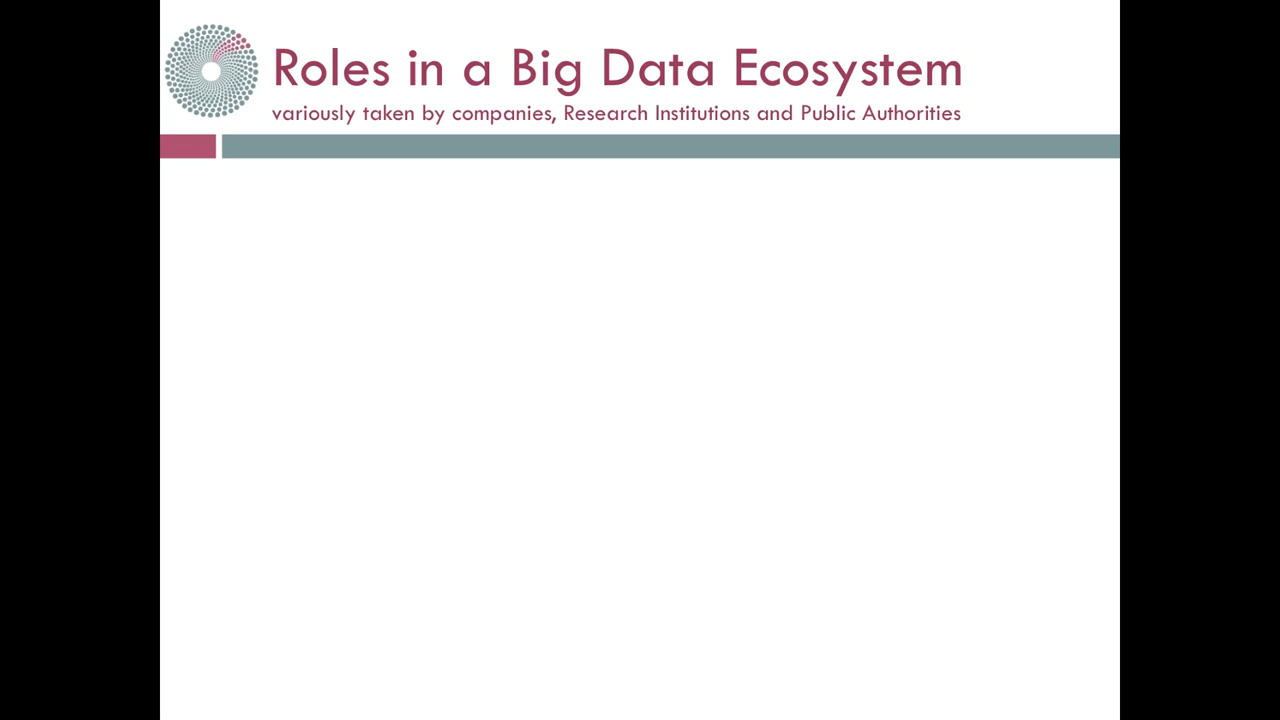 Roles in a Big Data Ecosystem
variously taken by companies, Research Institutions and Public Authorities